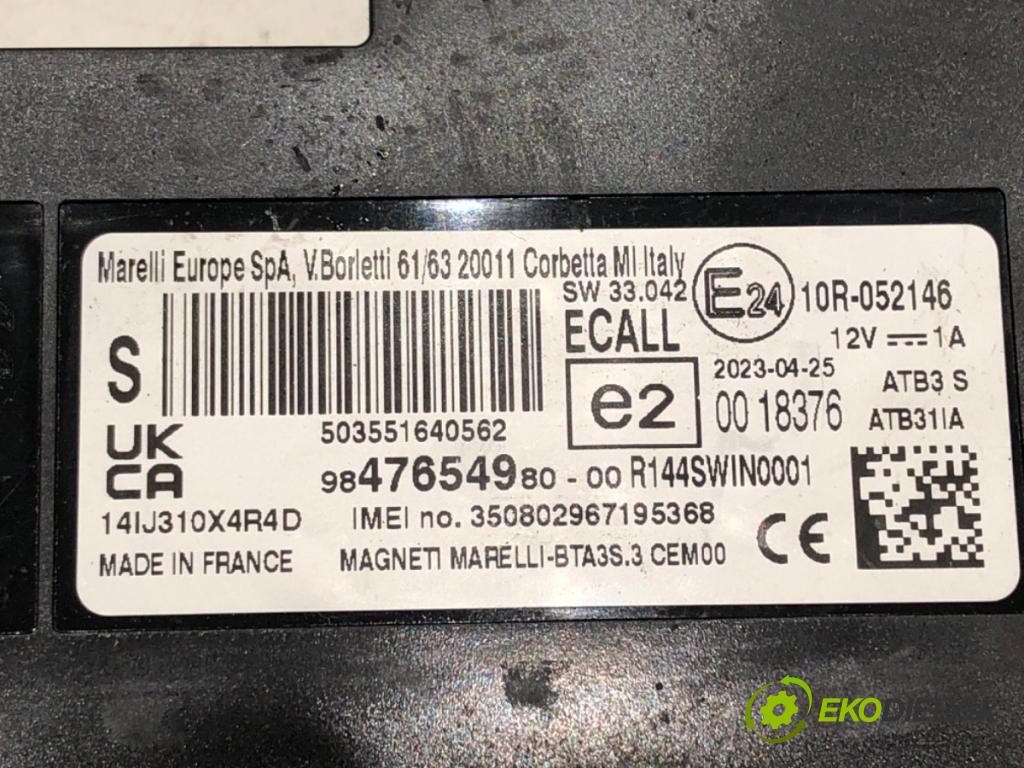 Marelli Europe SpA, V.Borletti 61/63 20011 Corbetta MI Italy
SW 33.042
E24 10R-052146
S
ECALL
12V ⎓ 1A
2023-04-25
ATB3 S
e2
00 18376
ATB31IA
503551640562
UK
CA
9847654980 - 00 R144SWIN0001
14IJ310X4R4D
IMEI no. 350802967195368
CE
MADE IN FRANCE
MAGNETI MARELLI-BTA3S.3 CEM00